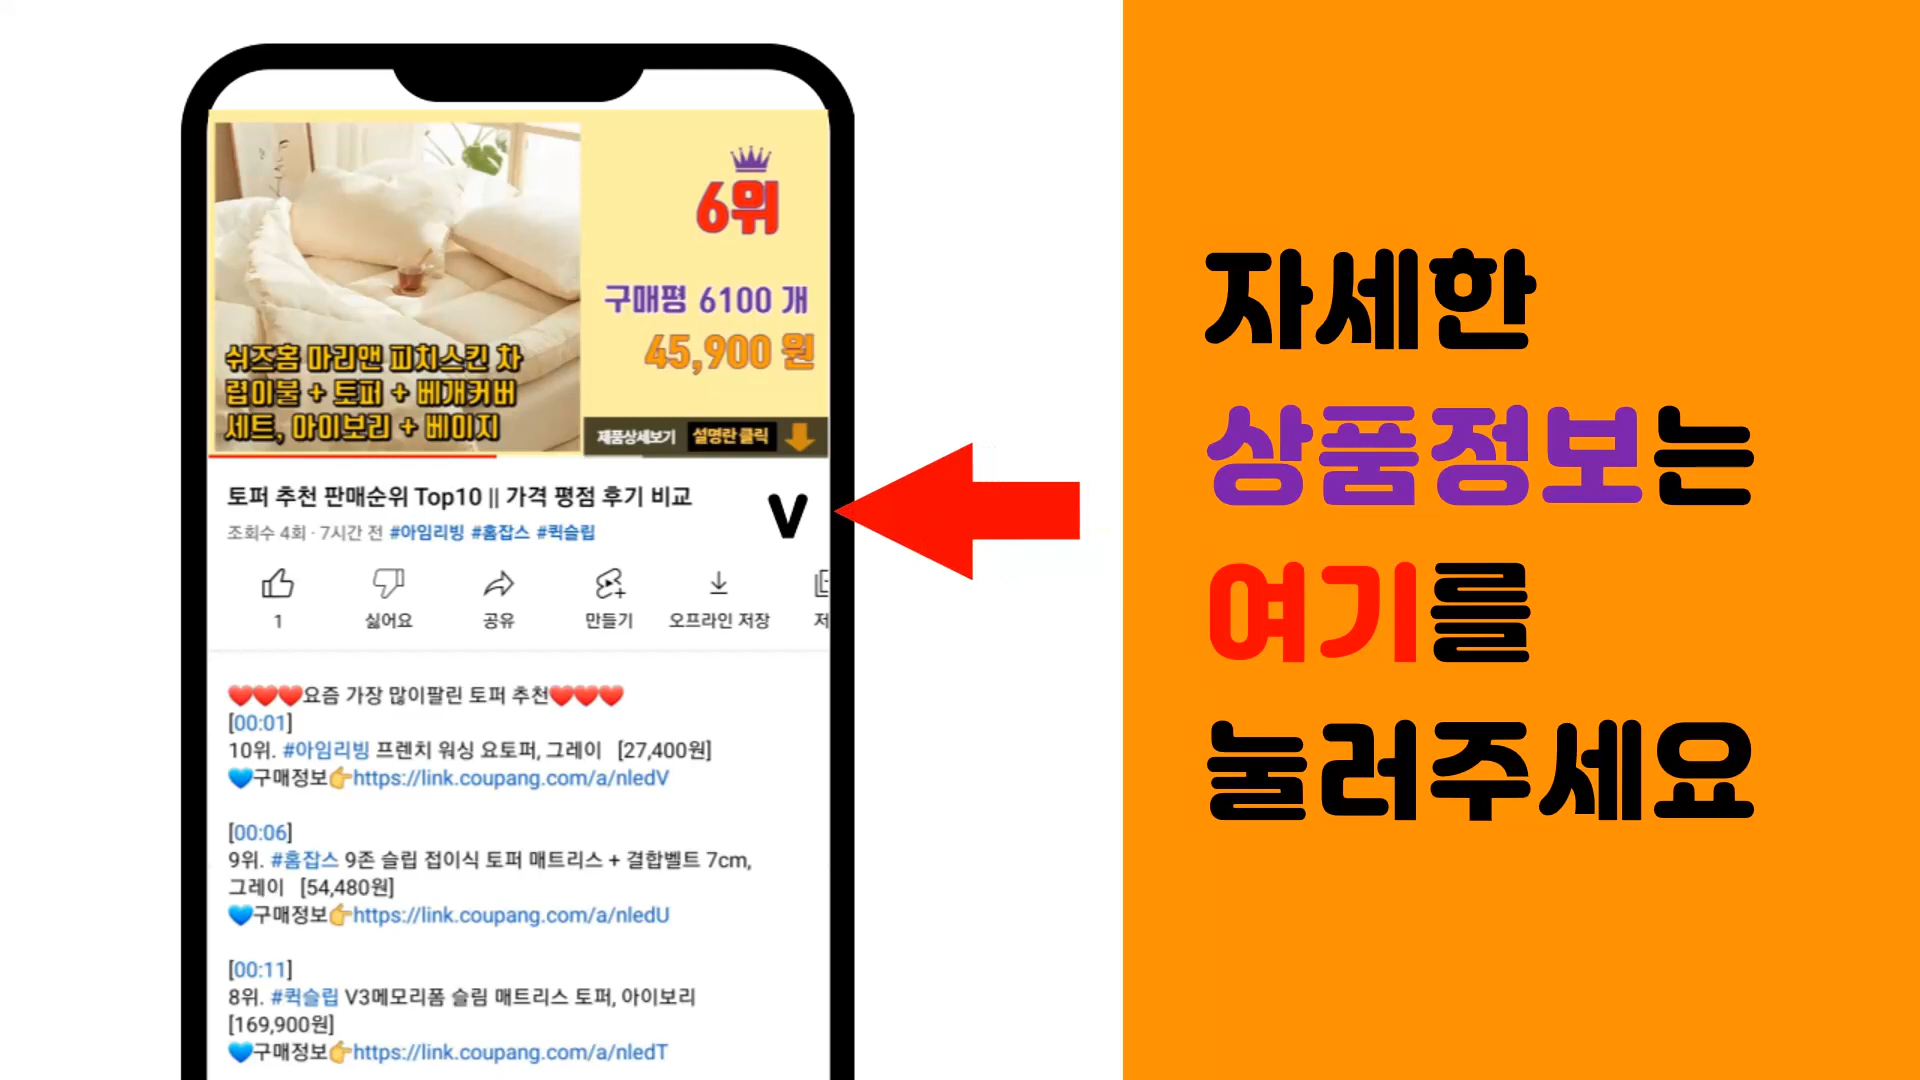 6위
구매평 6100 개
45,900 원
쉬즈홈 마리앤 피치스킨 차
렵이불 + 토퍼 + 베개커버
세트, 아이보리 + 베이지
제품상세보기 설명란 클릭
토퍼 추천 판매순위 Top10 || 가격 평점 후기 비교
V
조회수 4회 · 7시간 전 #아임리빙 #홈잡스 #퀵슬립
1 싫어요 공유 만들기 오프라인 저장 저
❤️❤️❤️요즘 가장 많이팔린 토퍼 추천❤️❤️❤️
[00:01]
10위. #아임리빙 프렌치 워싱 요토퍼, 그레이 [27,400원]
💙구매정보👉https://link.coupang.com/a/nledV
[00:06]
9위. #홈잡스 9존 슬립 접이식 토퍼 매트리스 + 결합벨트 7cm,
그레이 [54,480원]
💙구매정보👉https://link.coupang.com/a/nledU
[00:11]
8위. #퀵슬립 V3메모리폼 슬림 매트리스 토퍼, 아이보리
[169,900원]
💙구매정보👉https://link.coupang.com/a/nledT
자세한
상품정보는
여기를
눌러주세요